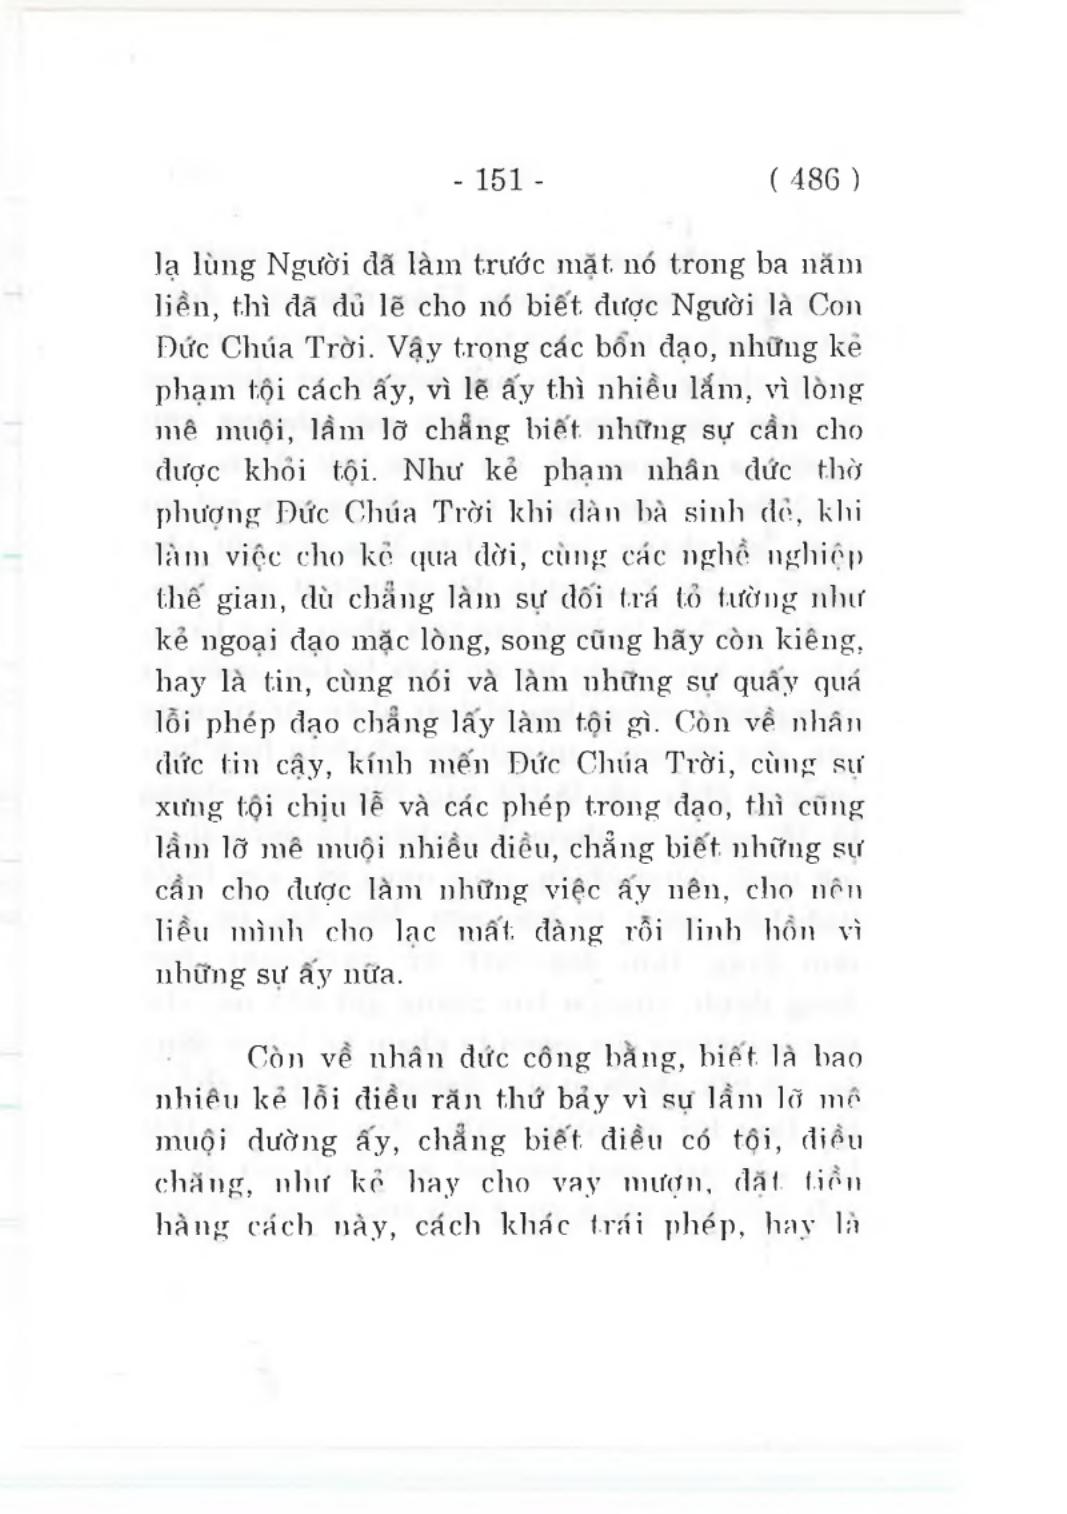 - 151 - ( 486 )
lạ lùng Người đã làm trước mặt nó trong ba năm
liền, thì đã đủ lẽ cho nó biết được Người là Con
Đức Chúa Trời. Vậy trong các bổn đạo, những kẻ
phạm tội cách ấy, vì lẽ ấy thì nhiều lắm, vì lòng
mê muội, lầm lỡ chẳng biết những sự cần cho
được khỏi tội. Như kẻ phạm nhân đức thờ
phượng Đức Chúa Trời khi đàn bà sinh đẻ, khi
làm việc cho kẻ qua đời, cùng các nghề nghiệp
thế gian, dù chẳng làm sự dối trá tỏ tường như
kẻ ngoại đạo mặc lòng, song cũng hãy còn kiêng,
hay là tin, cùng nói và làm những sự quấy quá
lỗi phép đạo chẳng lấy làm tội gì. Còn về nhân
đức tin cậy, kính mến Đức Chúa Trời, cùng sự
xưng tội chịu lễ và các phép trong đạo, thì cũng
lầm lỡ mê muội nhiều điều, chẳng biết những sự
cần cho được làm những việc ấy nên, cho nên
liều mình cho lạc mất đàng rỗi linh hồn vì
những sự ấy nữa.
Còn về nhân đức công bằng, biết là bao
nhiêu kẻ lỗi điều răn thứ bảy vì sự lầm lỡ mê
muội dường ấy, chẳng biết điều có tội, điều
chăng, như kẻ hay cho vay mượn, đặt tiền
hàng cách này, cách khác trái phép, hay là